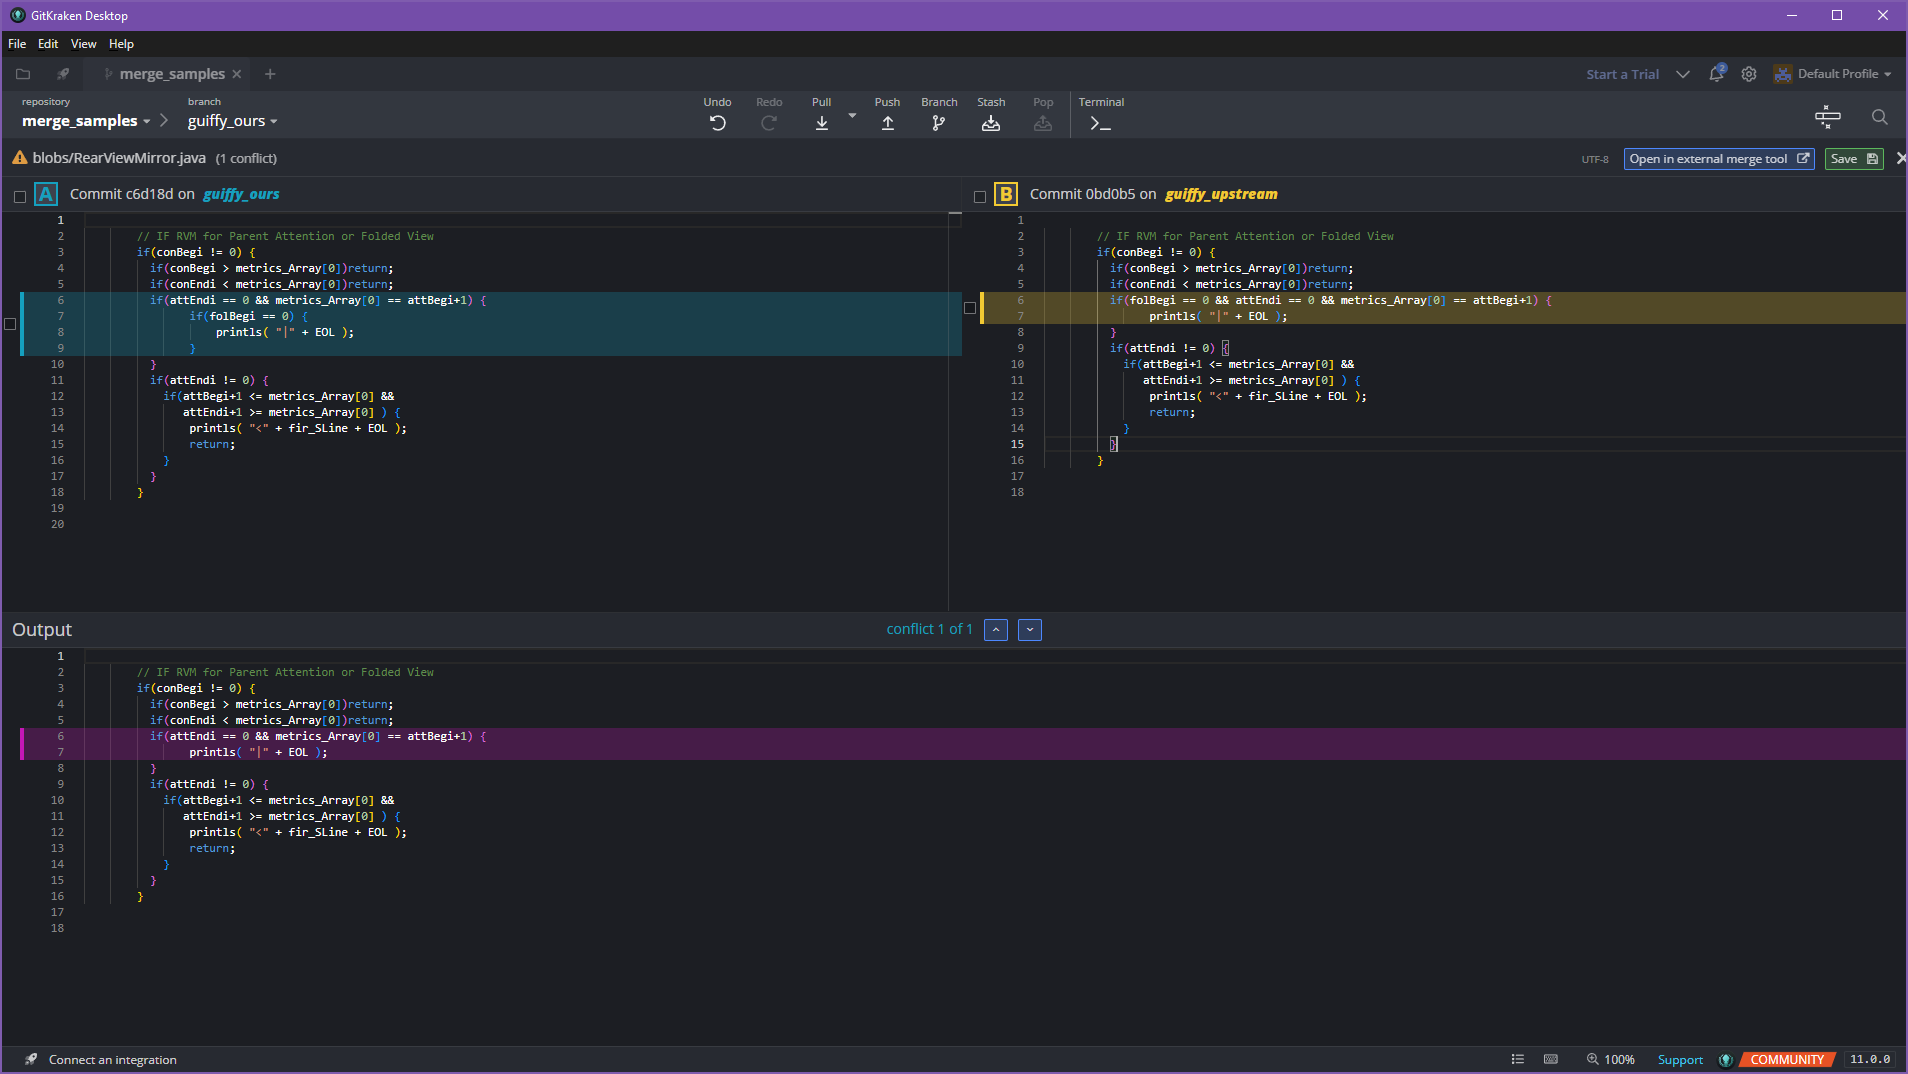 GitKraken Desktop
File Edit View Help
merge_samples
Start a Trial 2 Default Profile
repository branch
merge_samples guiffy_ours
Undo Redo Pull Push Branch Stash Pop Terminal
blobs/RearViewMirror.java (1 conflict) UTF-8 Open in external merge tool Save
A Commit c6d18d on guiffy_ours
1
2 // IF RVM for Parent Attention or Folded View
3 if(conBegi != 0) {
4 if(conBegi > metrics_Array[0])return;
5 if(conEndi < metrics_Array[0])return;
6 if(attEndi == 0 && metrics_Array[0] == attBegi+1) {
7 if(folBegi == 0) {
8 printls( "|" + EOL );
9 }
10 }
11 if(attEndi != 0) {
12 if(attBegi+1 <= metrics_Array[0] &&
13 attEndi+1 >= metrics_Array[0] ) {
14 printls( "<" + fir_SLine + EOL );
15 return;
16 }
17 }
18 }
19
20
B Commit 0bd0b5 on guiffy_upstream
1
2 // IF RVM for Parent Attention or Folded View
3 if(conBegi != 0) {
4 if(conBegi > metrics_Array[0])return;
5 if(conEndi < metrics_Array[0])return;
6 if(folBegi == 0 && attEndi == 0 && metrics_Array[0] == attBegi+1) {
7 printls( "|" + EOL );
8 }
9 if(attEndi != 0) {
10 if(attBegi+1 <= metrics_Array[0] &&
11 attEndi+1 >= metrics_Array[0] ) {
12 printls( "<" + fir_SLine + EOL );
13 return;
14 }
15 }
16 }
17
18
Output conflict 1 of 1
1
2 // IF RVM for Parent Attention or Folded View
3 if(conBegi != 0) {
4 if(conBegi > metrics_Array[0])return;
5 if(conEndi < metrics_Array[0])return;
6 if(attEndi == 0 && metrics_Array[0] == attBegi+1) {
7 printls( "|" + EOL );
8 }
9 if(attEndi != 0) {
10 if(attBegi+1 <= metrics_Array[0] &&
11 attEndi+1 >= metrics_Array[0] ) {
12 printls( "<" + fir_SLine + EOL );
13 return;
14 }
15 }
16 }
17
18
Connect an integration 100% Support COMMUNITY 11.0.0